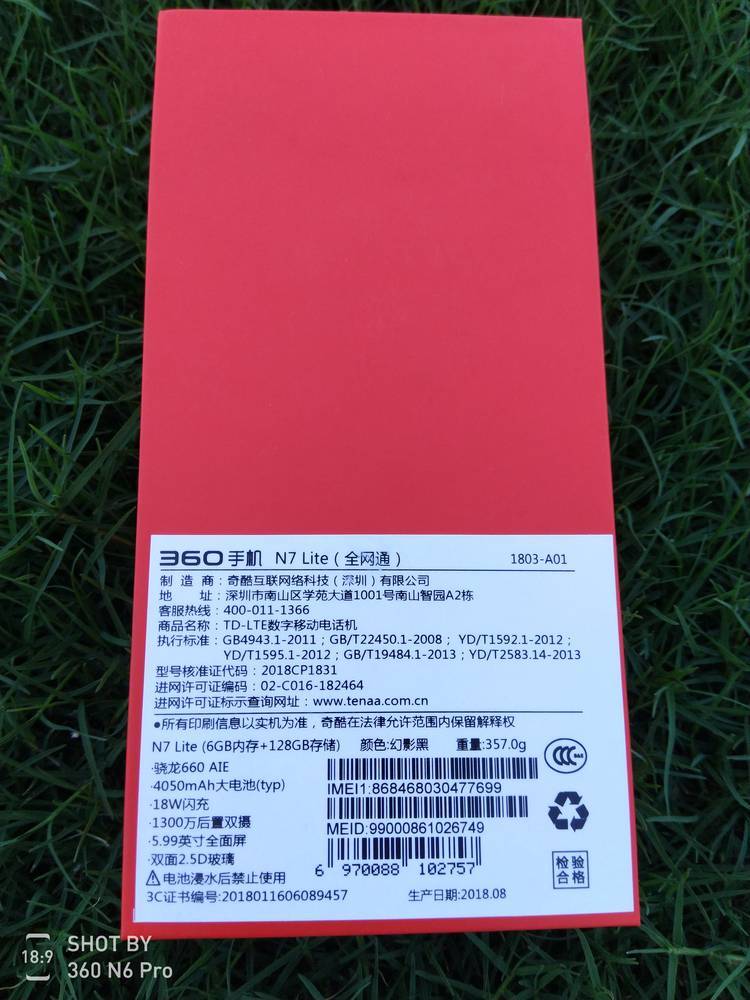 360手机 N7 Lite（全网通） 1803-A01
制 造 商：奇酷互联网络科技（深圳）有限公司
地 址：深圳市南山区学苑大道1001号南山智园A2栋
客服热线：400-011-1366
商品名称：TD-LTE数字移动电话机
执行标准：GB4943.1-2011；GB/T22450.1-2008；YD/T1592.1-2012；
YD/T1595.1-2012；GB/T19484.1-2013；YD/T2583.14-2013
型号核准证代码：2018CP1831
进网许可证编码：02-C016-182464
进网许可证标示查询网址：www.tenaa.com.cn
●所有印刷信息以实机为准，奇酷在法律允许范围内保留解释权
N7 Lite (6GB内存+128GB存储) 颜色:幻影黑 重量:357.0g
·骁龙660 AIE
·4050mAh大电池(typ)
·18W闪充
·1300万后置双摄
·5.99英寸全面屏
·双面2.5D玻璃
⚠电池浸水后禁止使用
3C证书编号:2018011606089457
IMEI1:868468030477699
MEID:99000861026749
6 970088 102757
生产日期:2018.08
CCC S&E
检验
合格
18:9
SHOT BY
360 N6 Pro